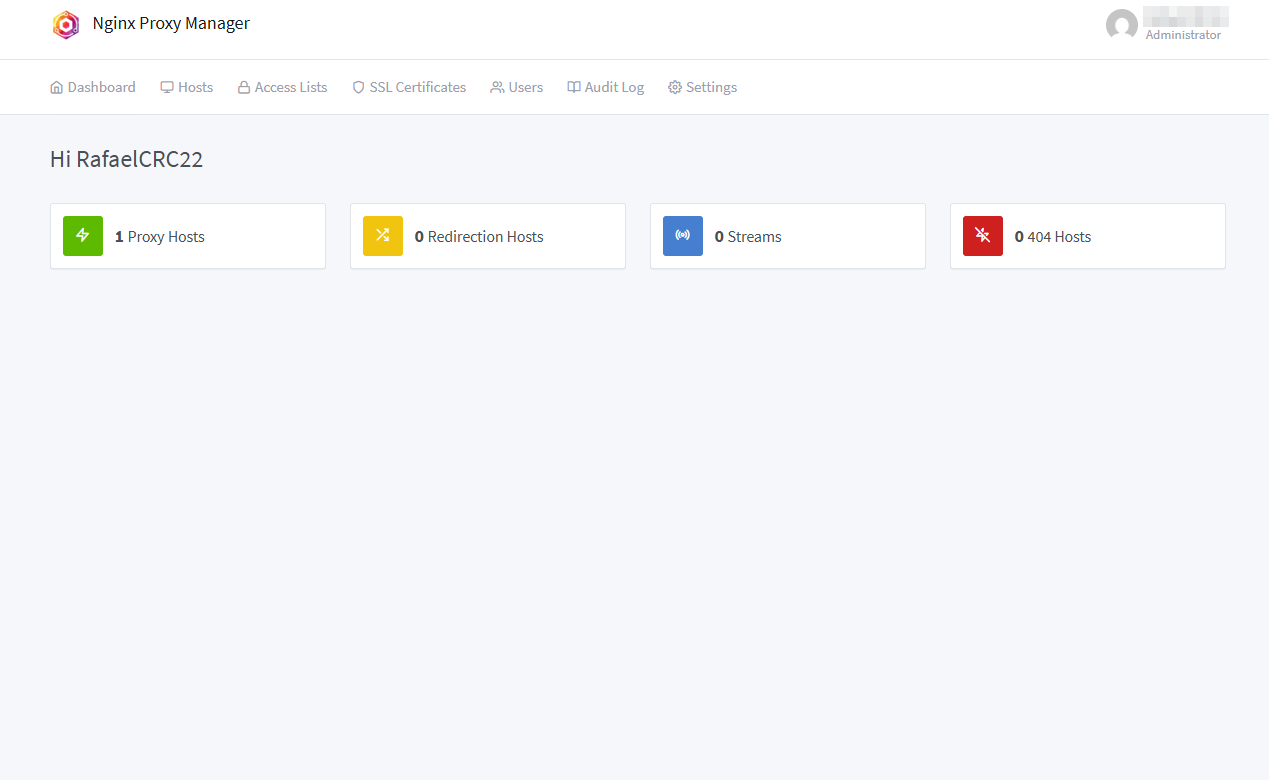 Nginx Proxy Manager
Administrator
Dashboard Hosts Access Lists SSL Certificates Users Audit Log Settings
Hi RafaelCRC22
1 Proxy Hosts 0 Redirection Hosts 0 Streams 0 404 Hosts